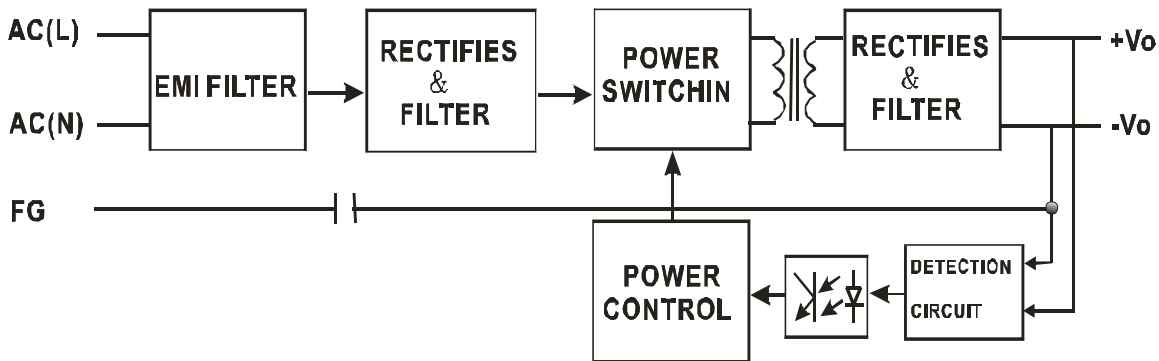 AC(L)
AC(N)
FG
EMI FILTER
RECTIFIES
&
FILTER
POWER
SWITCHIN
RECTIFIES
&
FILTER
+Vo
-Vo
POWER
CONTROL
DETECTION
CIRCUIT